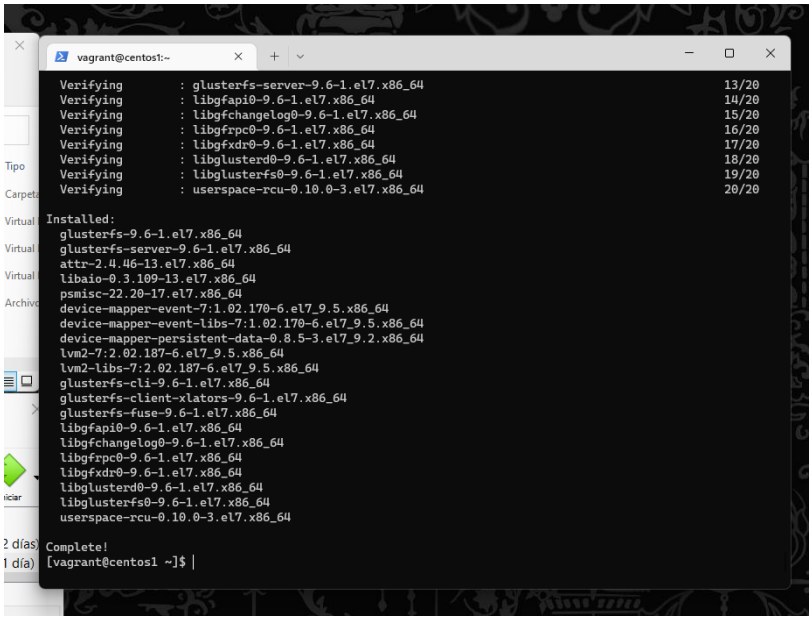 vagrant@centos1:~
Verifying : glusterfs-server-9.6-1.el7.x86_64 13/20
Verifying : libgfapi0-9.6-1.el7.x86_64 14/20
Verifying : libgfchangelog0-9.6-1.el7.x86_64 15/20
Verifying : libgfrpc0-9.6-1.el7.x86_64 16/20
Verifying : libgfxdr0-9.6-1.el7.x86_64 17/20
Verifying : libglusterd0-9.6-1.el7.x86_64 18/20
Verifying : libglusterfs0-9.6-1.el7.x86_64 19/20
Verifying : userspace-rcu-0.10.0-3.el7.x86_64 20/20
Installed:
glusterfs-9.6-1.el7.x86_64
glusterfs-server-9.6-1.el7.x86_64
attr-2.4.46-13.el7.x86_64
libaio-0.3.109-13.el7.x86_64
psmisc-22.20-17.el7.x86_64
device-mapper-event-7:1.02.170-6.el7_9.5.x86_64
device-mapper-event-libs-7:1.02.170-6.el7_9.5.x86_64
device-mapper-persistent-data-0.8.5-3.el7_9.2.x86_64
lvm2-7:2.02.187-6.el7_9.5.x86_64
lvm2-libs-7:2.02.187-6.el7_9.5.x86_64
glusterfs-cli-9.6-1.el7.x86_64
glusterfs-client-xlators-9.6-1.el7.x86_64
glusterfs-fuse-9.6-1.el7.x86_64
libgfapi0-9.6-1.el7.x86_64
libgfchangelog0-9.6-1.el7.x86_64
libgfrpc0-9.6-1.el7.x86_64
libgfxdr0-9.6-1.el7.x86_64
libglusterd0-9.6-1.el7.x86_64
libglusterfs0-9.6-1.el7.x86_64
userspace-rcu-0.10.0-3.el7.x86_64
Complete!
[vagrant@centos1 ~]$
Tipo
Carpeta
Virtual
Virtual
Virtual
Archivo
2 días)
1 día)